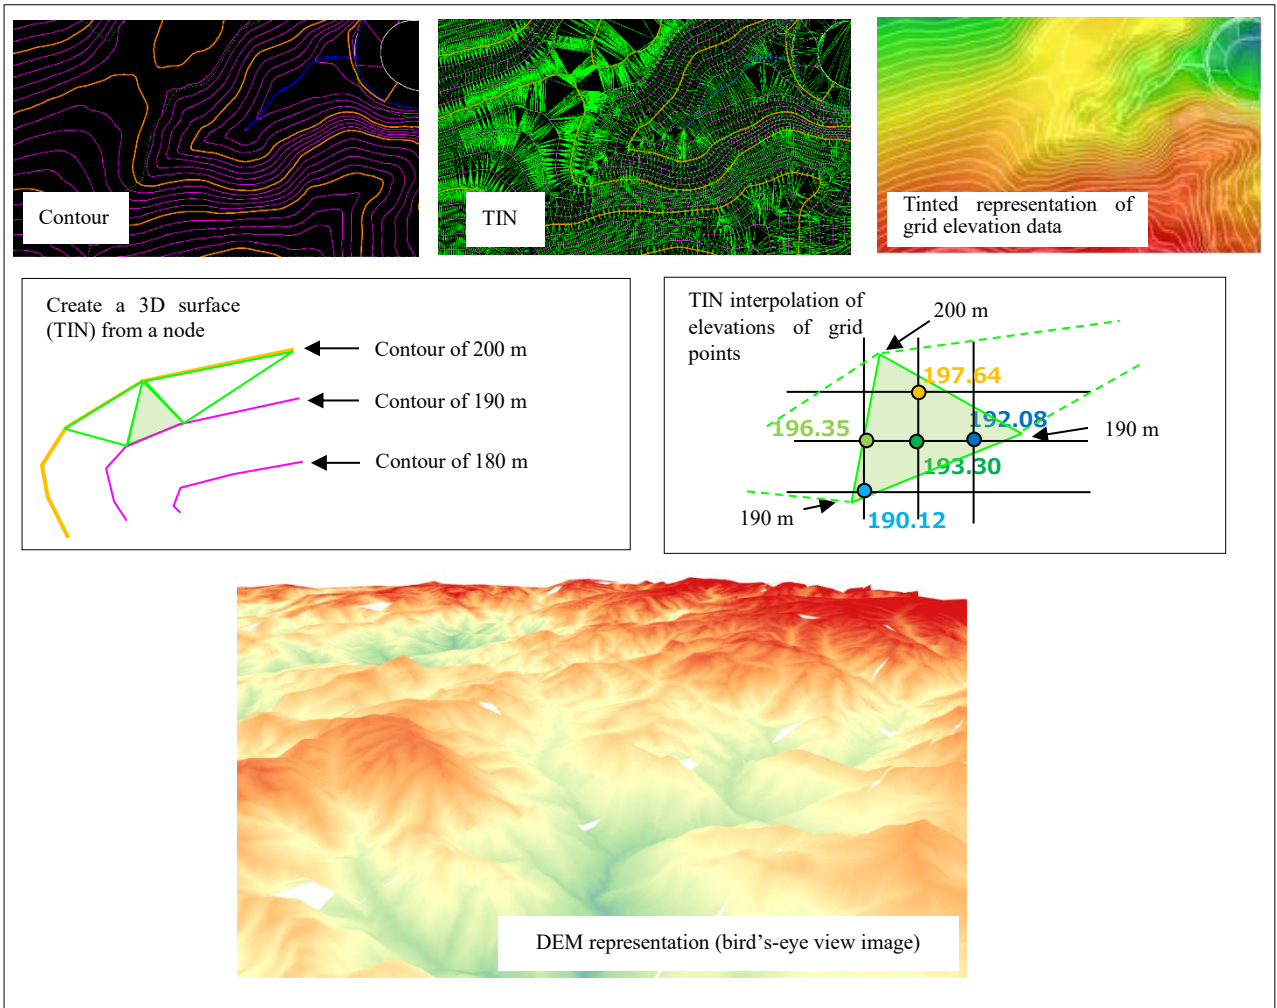 Contour
TIN
Tinted representation of
grid elevation data
Create a 3D surface
(TIN) from a node
Contour of 200 m
Contour of 190 m
Contour of 180 m
TIN interpolation of
elevations of grid
points
200 m
197.64
196.35
192.08
190 m
193.30
190 m
190.12
DEM representation (bird’s-eye view image)